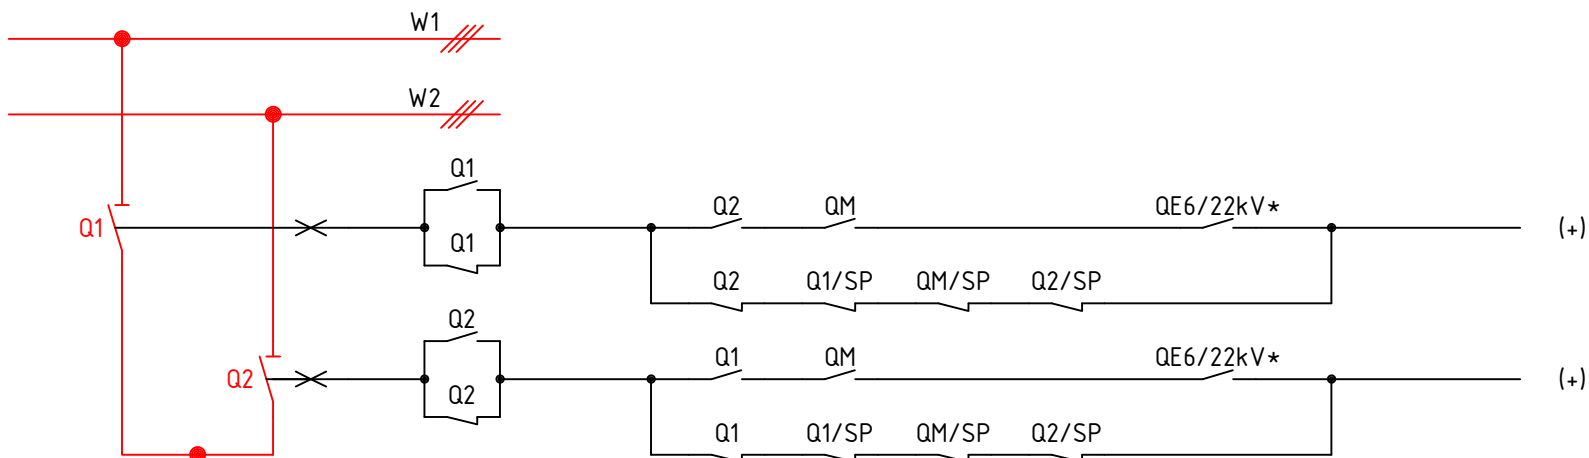 W1
W2
Q1
Q2 QM QE6/22kV*
Q1 (+)
Q1
Q2 Q1/SP QM/SP Q2/SP
Q2
Q1 QM QE6/22kV*
Q2 (+)
Q2
Q1 Q1/SP QM/SP Q2/SP